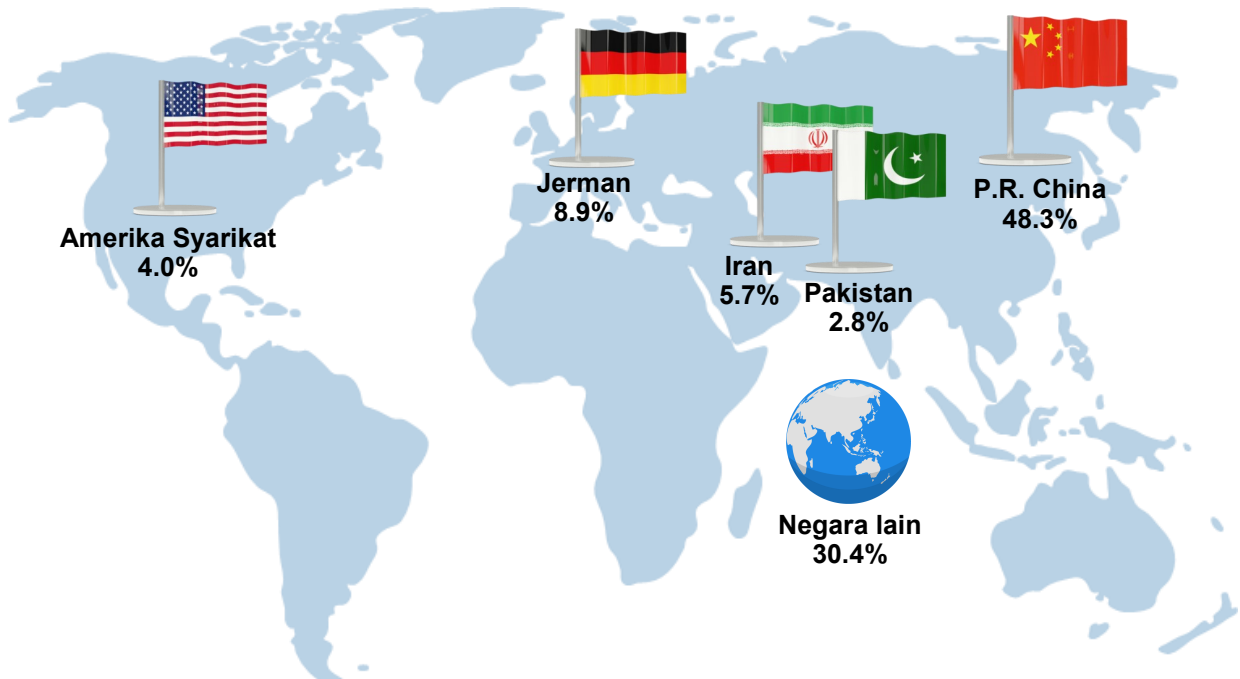 Jerman
8.9%
P.R. China
48.3%
Amerika Syarikat
4.0%
Iran
5.7%
Pakistan
2.8%
Negara lain
30.4%